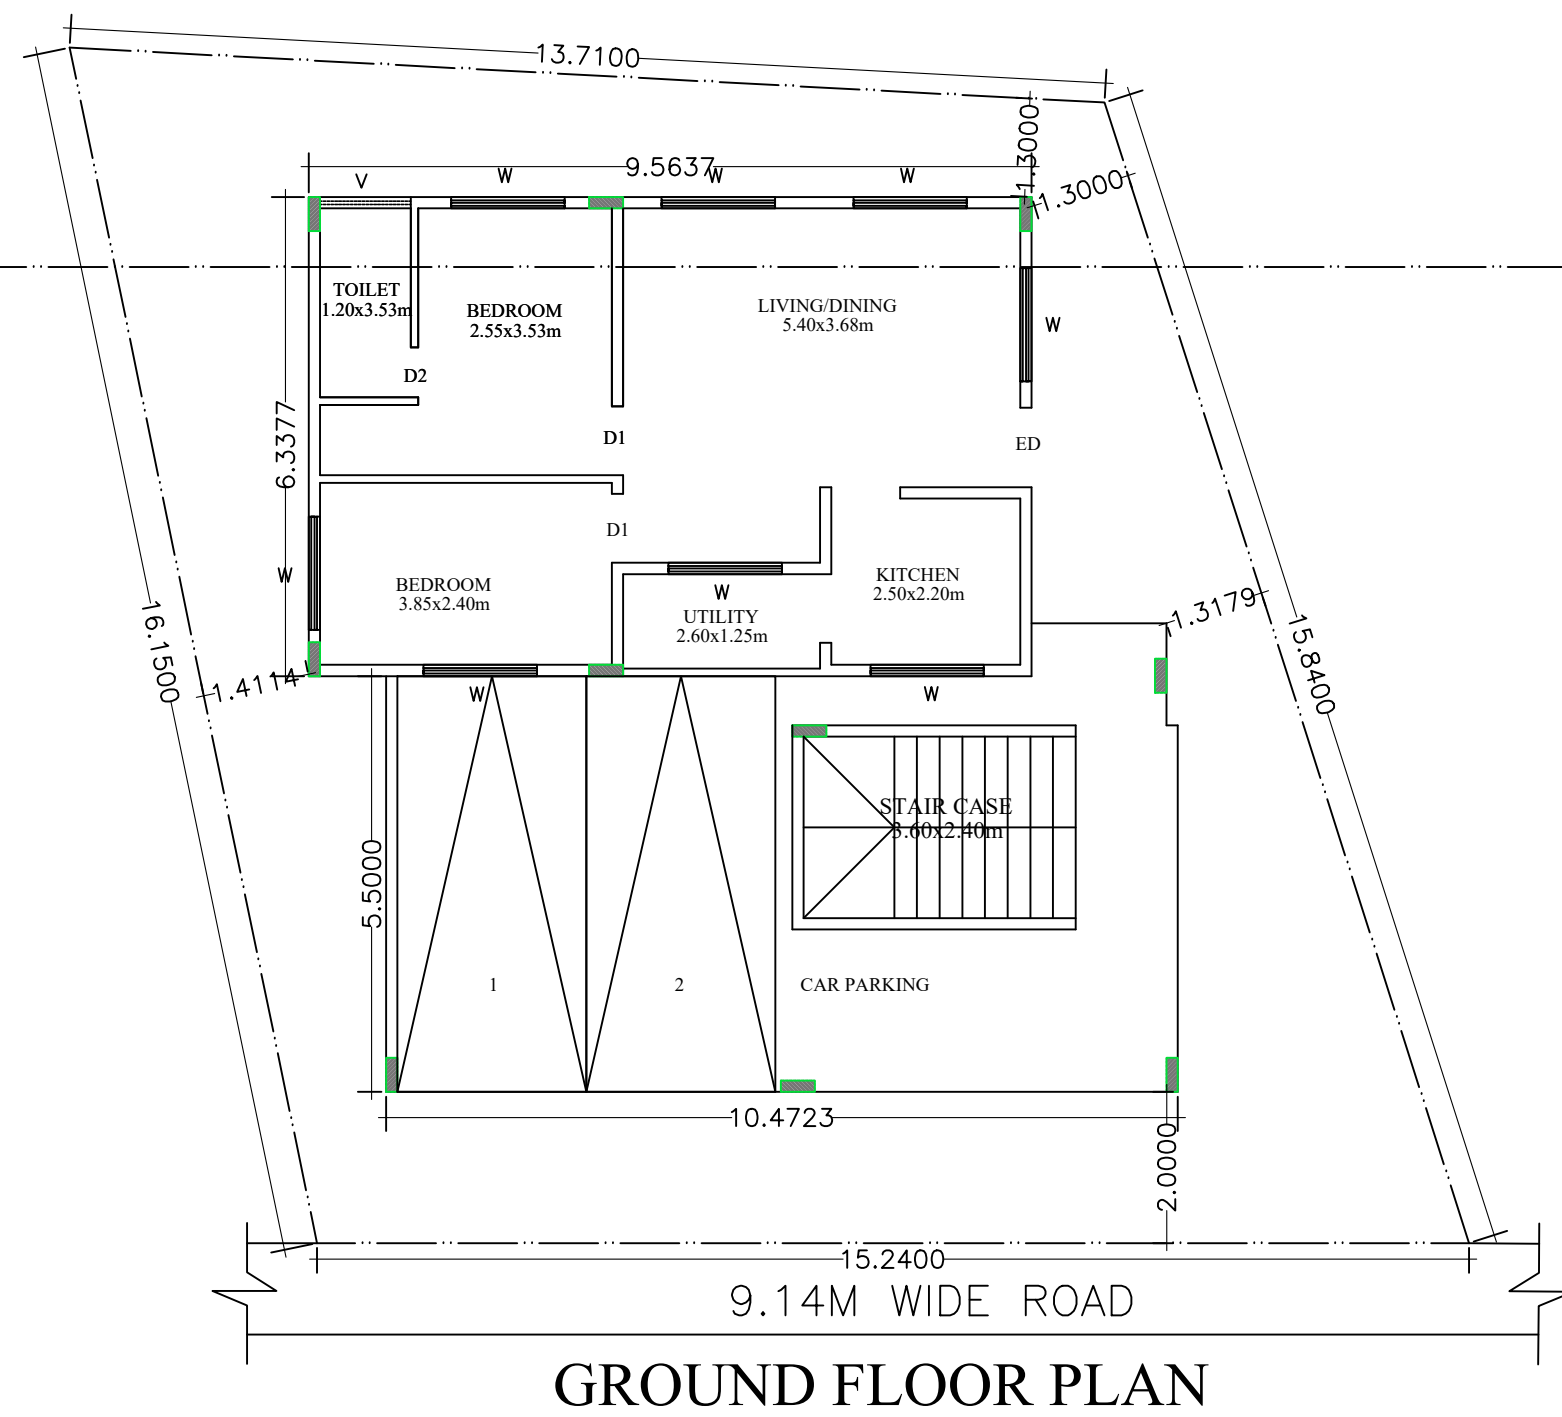 13.7100
1.3000
9.5637
V
W
W
W
1.3000
TOILET
1.20x3.53m
BEDROOM
2.55x3.53m
LIVING/DINING
5.40x3.68m
W
D2
6.3377
D1
ED
D1
W
BEDROOM
3.85x2.40m
W
UTILITY
2.60x1.25m
KITCHEN
2.50x2.20m
1.3179
16.1500
15.8400
1.4114
W
W
STAIR CASE
3.60x2.40m
5.5000
1
2
CAR PARKING
10.4723
2.0000
15.2400
9.14M WIDE ROAD
GROUND FLOOR PLAN